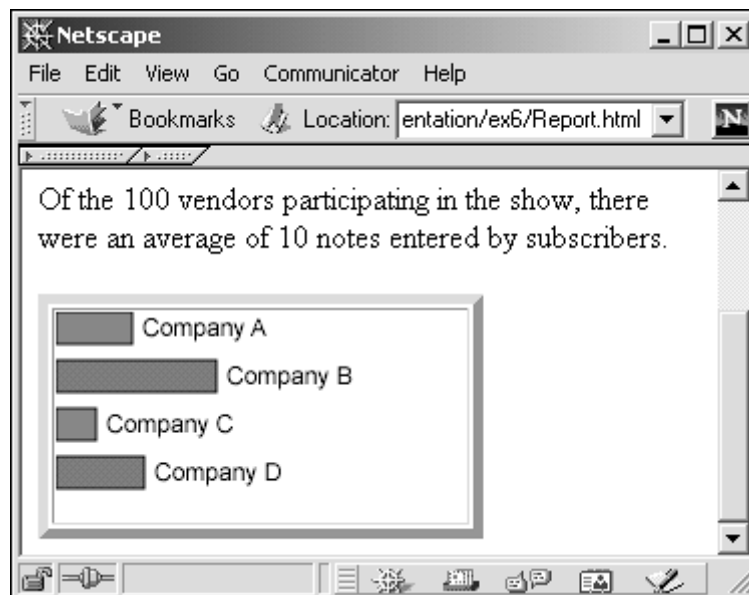 Netscape
File Edit View Go Communicator Help
Bookmarks Location: entation/ex6/Report.html N
Of the 100 vendors participating in the show, there
were an average of 10 notes entered by subscribers.
Company A
Company B
Company C
Company D